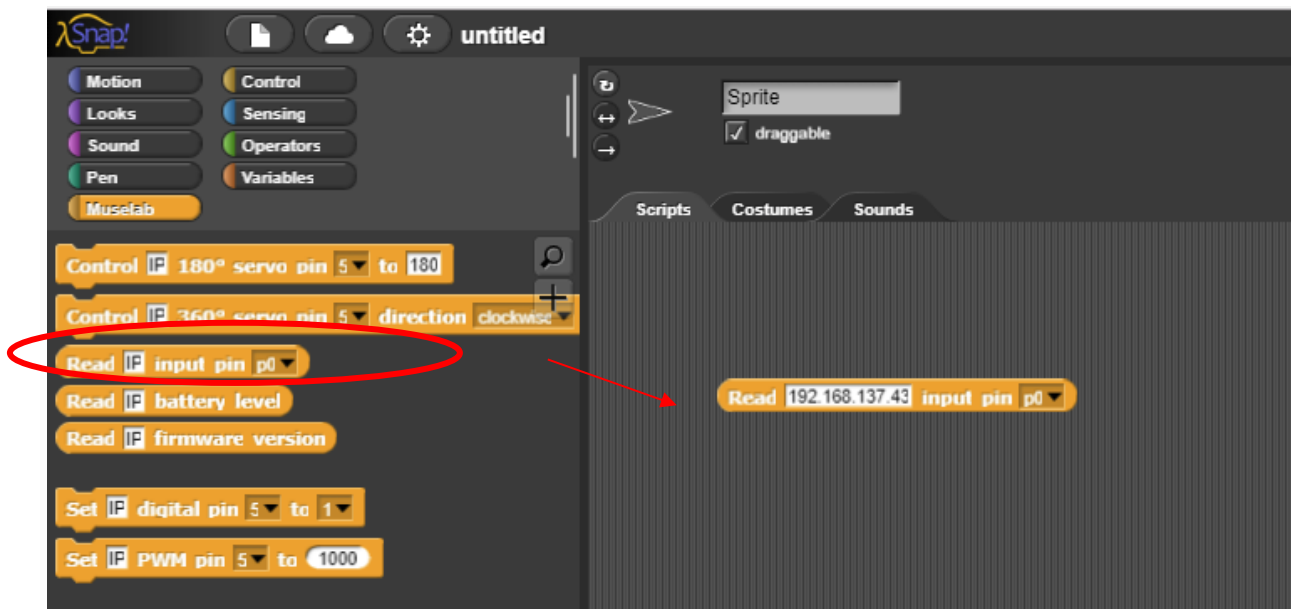 λSnap! untitled
Motion Control
Looks Sensing
Sound Operators
Pen Variables
Muselab
Sprite
draggable
Scripts Costumes Sounds
Control IP 180° servo pin 5 to 180
Control IP 360° servo pin 5 direction clockwise
Read IP input pin p0
Read IP battery level
Read IP firmware version
Set IP digital pin 5 to 1
Set IP PWM pin 5 to 1000
Read 192.168.137.43 input pin p0